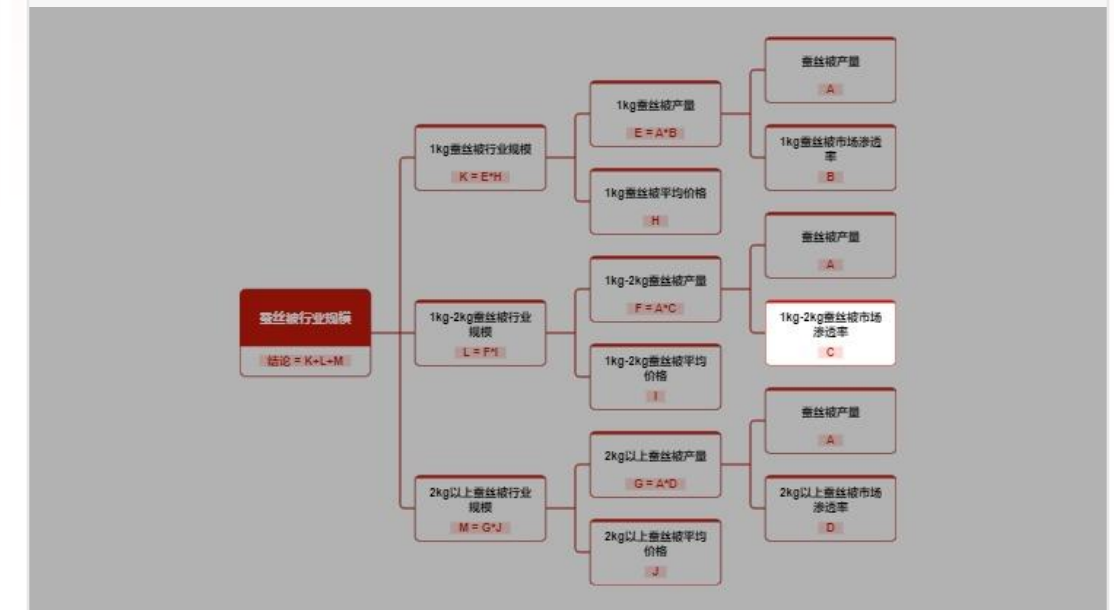 蚕丝被产量
A
1kg蚕丝被产量
E = A*B
1kg蚕丝被行业规模
K = E*H
1kg蚕丝被市场渗透
率
B
1kg蚕丝被平均价格
H
蚕丝被产量
A
1kg-2kg蚕丝被产量
F = A*C
蚕丝被行业规模
结论 = K+L+M
1kg-2kg蚕丝被行业
规模
L = F*I
1kg-2kg蚕丝被市场
渗透率
C
1kg-2kg蚕丝被平均
价格
I
蚕丝被产量
A
2kg以上蚕丝被产量
G = A*D
2kg以上蚕丝被行业
规模
M = G*J
2kg以上蚕丝被市场
渗透率
D
2kg以上蚕丝被平均
价格
J